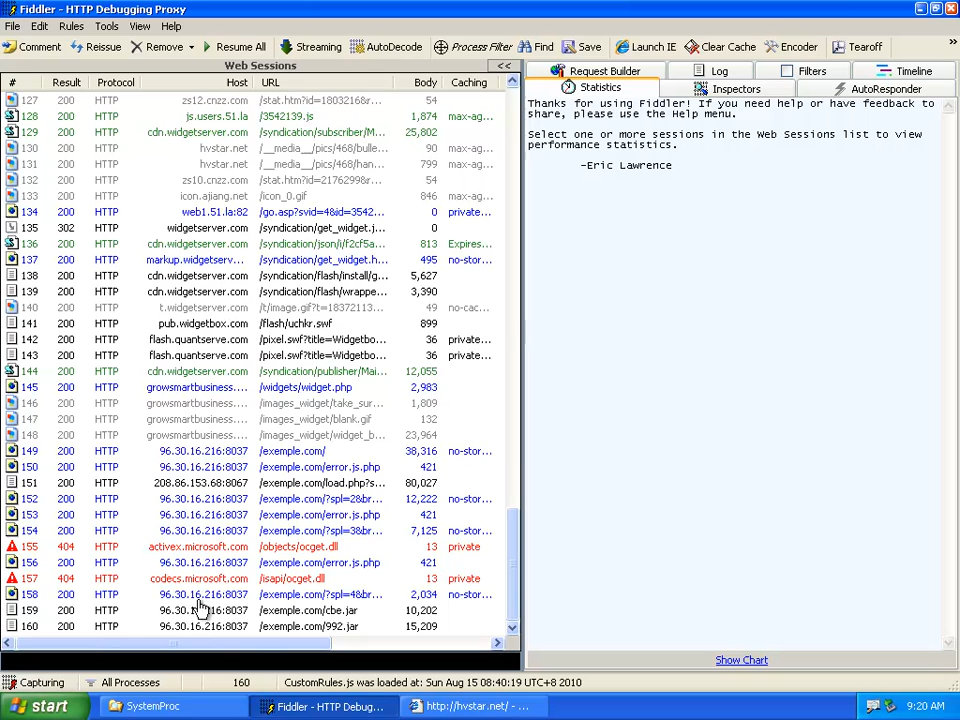 Fiddler - HTTP Debugging Proxy
File Edit Rules Tools View Help
Comment Reissue Remove Resume All Streaming AutoDecode Process Filter Find Save Launch IE Clear Cache Encoder Tearoff »
Web Sessions <<
# Result Protocol Host URL Body Caching
127 200 HTTP zs12.cnzz.com /stat.htm?id=18032168r... 54
128 200 HTTP js.users.51.la /3542139.js 1,874 max-ag...
129 200 HTTP cdn.widgetserver.com /syndication/subscriber/M... 25,802
130 200 HTTP hvstar.net /__media__/pics/468/bulle... 90 max-ag...
131 200 HTTP hvstar.net /__media__/pics/468/han... 799 max-ag...
132 200 HTTP zs10.cnzz.com /stat.htm?id=21762998r... 54
133 200 HTTP icon.ajiang.net /icon_0.gif 846 max-ag...
134 200 HTTP web1.51.la:82 /go.asp?svid=4&id=3542... 0 private...
135 302 HTTP widgetserver.com /syndication/get_widget.j... 0
136 200 HTTP cdn.widgetserver.com /syndication/json/i/f2cf5a... 813 Expires...
137 200 HTTP markup.widgetserv... /syndication/get_widget.h... 495 no-stor...
138 200 HTTP cdn.widgetserver.com /syndication/flash/install/g... 5,627
139 200 HTTP cdn.widgetserver.com /syndication/flash/wrappe... 3,390
140 200 HTTP t.widgetserver.com /t/image.gif?t=18372113... 49 no-cac...
141 200 HTTP pub.widgetbox.com /flash/uchkr.swf 899
142 200 HTTP flash.quantserve.com /pixel.swf?title=Widgetbo... 36 private...
143 200 HTTP flash.quantserve.com /pixel.swf?title=Widgetbo... 36 private...
144 200 HTTP cdn.widgetserver.com /syndication/publisher/Mai... 12,055
145 200 HTTP growsmartbusiness.... /widgets/widget.php 2,983
146 200 HTTP growsmartbusiness.... /images_widget/take_sur... 1,809
147 200 HTTP growsmartbusiness.... /images_widget/blank.gif 132
148 200 HTTP growsmartbusiness.... /images_widget/widget_b... 23,964
149 200 HTTP 96.30.16.216:8037 /exemple.com/ 38,316 no-stor...
150 200 HTTP 96.30.16.216:8037 /exemple.com/error.js.php 421
151 200 HTTP 208.86.153.68:8067 /exemple.com/load.php?s... 80,027
152 200 HTTP 96.30.16.216:8037 /exemple.com/?spl=2&br... 12,222 no-stor...
153 200 HTTP 96.30.16.216:8037 /exemple.com/error.js.php 421
154 200 HTTP 96.30.16.216:8037 /exemple.com/?spl=3&br... 7,125 no-stor...
155 404 HTTP activex.microsoft.com /objects/ocget.dll 13 private
156 200 HTTP 96.30.16.216:8037 /exemple.com/error.js.php 421
157 404 HTTP codecs.microsoft.com /isapi/ocget.dll 13 private
158 200 HTTP 96.30.16.216:8037 /exemple.com/?spl=4&br... 2,034 no-stor...
159 200 HTTP 96.30.16.216:8037 /exemple.com/cbe.jar 10,202
160 200 HTTP 96.30.16.216:8037 /exemple.com/992.jar 15,209
Request Builder Log Filters Timeline
Statistics Inspectors AutoResponder
Thanks for using Fiddler! If you need help or have feedback to
share, please use the Help menu.
Select one or more sessions in the Web Sessions list to view
performance statistics.
-Eric Lawrence
Show Chart
Capturing All Processes 160 CustomRules.js was loaded at: Sun Aug 15 08:40:19 UTC+8 2010
start SystemProc Fiddler - HTTP Debug... http://hvstar.net/ - ... 9:20 AM